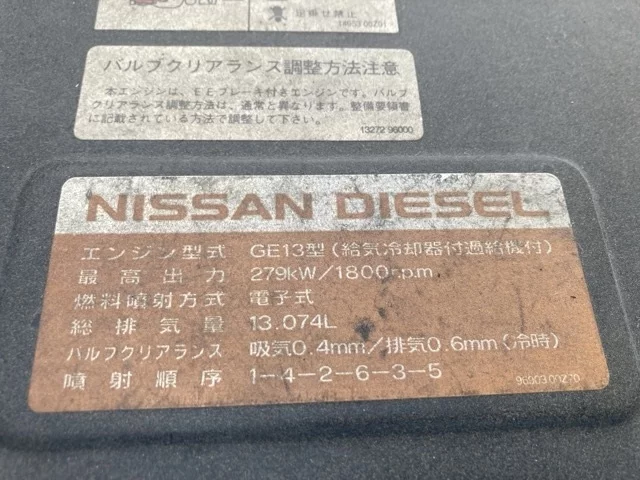 出掛せ禁止
14053 00Z01
バルブクリアランス調整方法注意
本エンジンは、EEブレーキ付きエンジンです。バルブ
クリアランス調整方法は、通常と異なります。整備要領書
に記載されている方法で調整して下さい。
13272 96000
NISSAN DIESEL
エンジン型式 GE13型(給気冷却器付過給機付)
最高出力 279kW/1800rpm
燃料噴射方式 電子式
総排気量 13.074L
バルブクリアランス 吸気0.4mm/排気0.6mm(冷時)
噴射順序 1-4-2-6-3-5